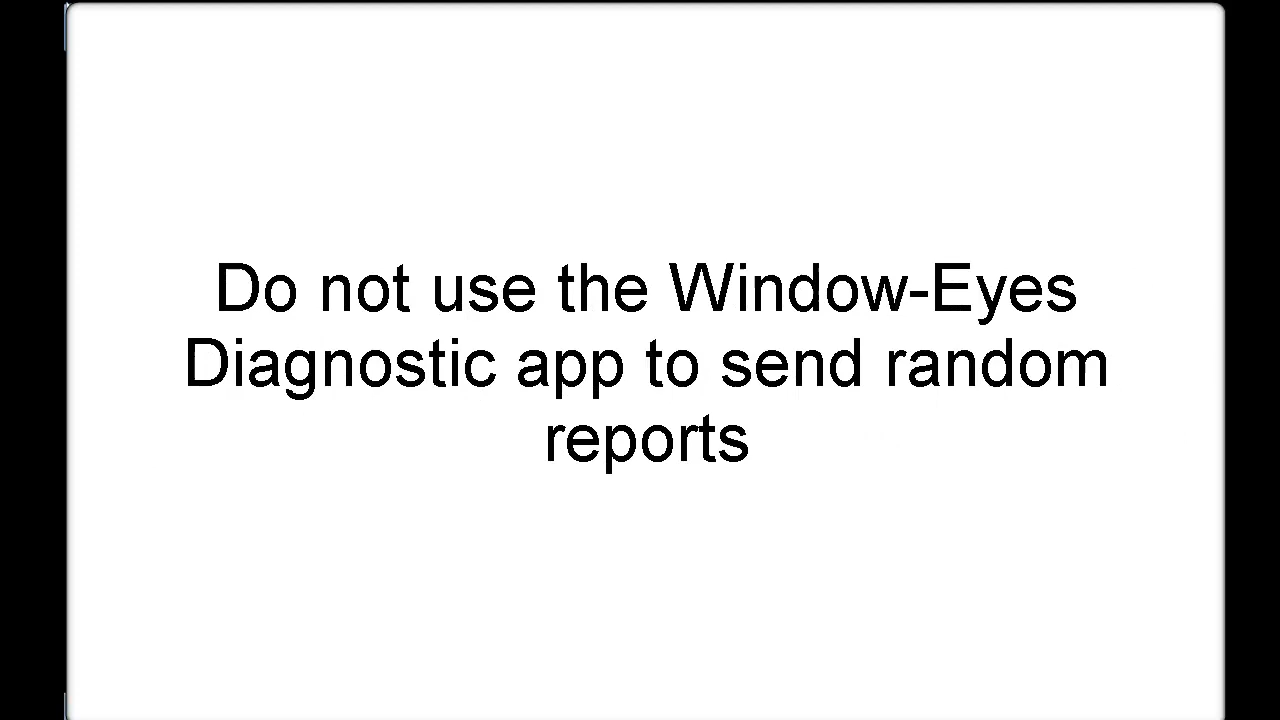 Do not use the Window-Eyes
Diagnostic app to send random
reports